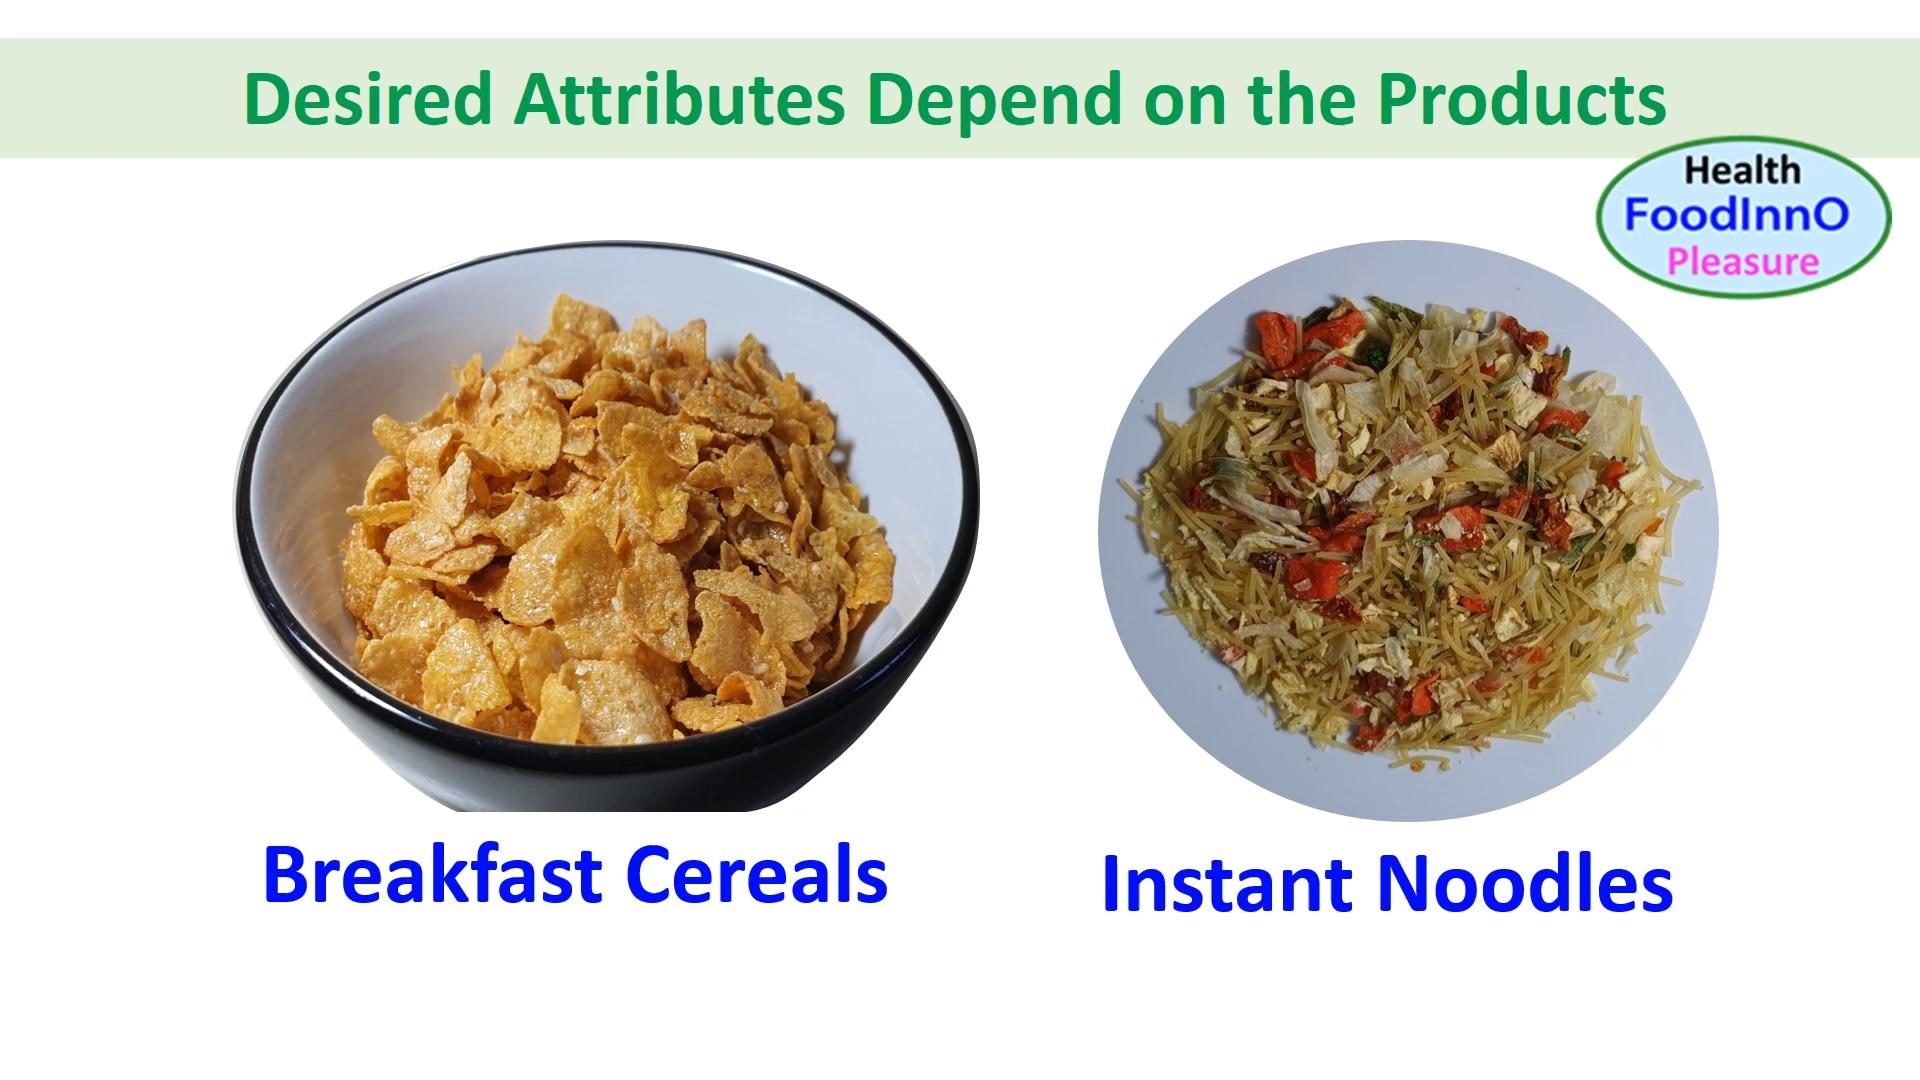 Desired Attributes Depend on the Products
Health
FoodInnO
Pleasure
Breakfast Cereals
Instant Noodles